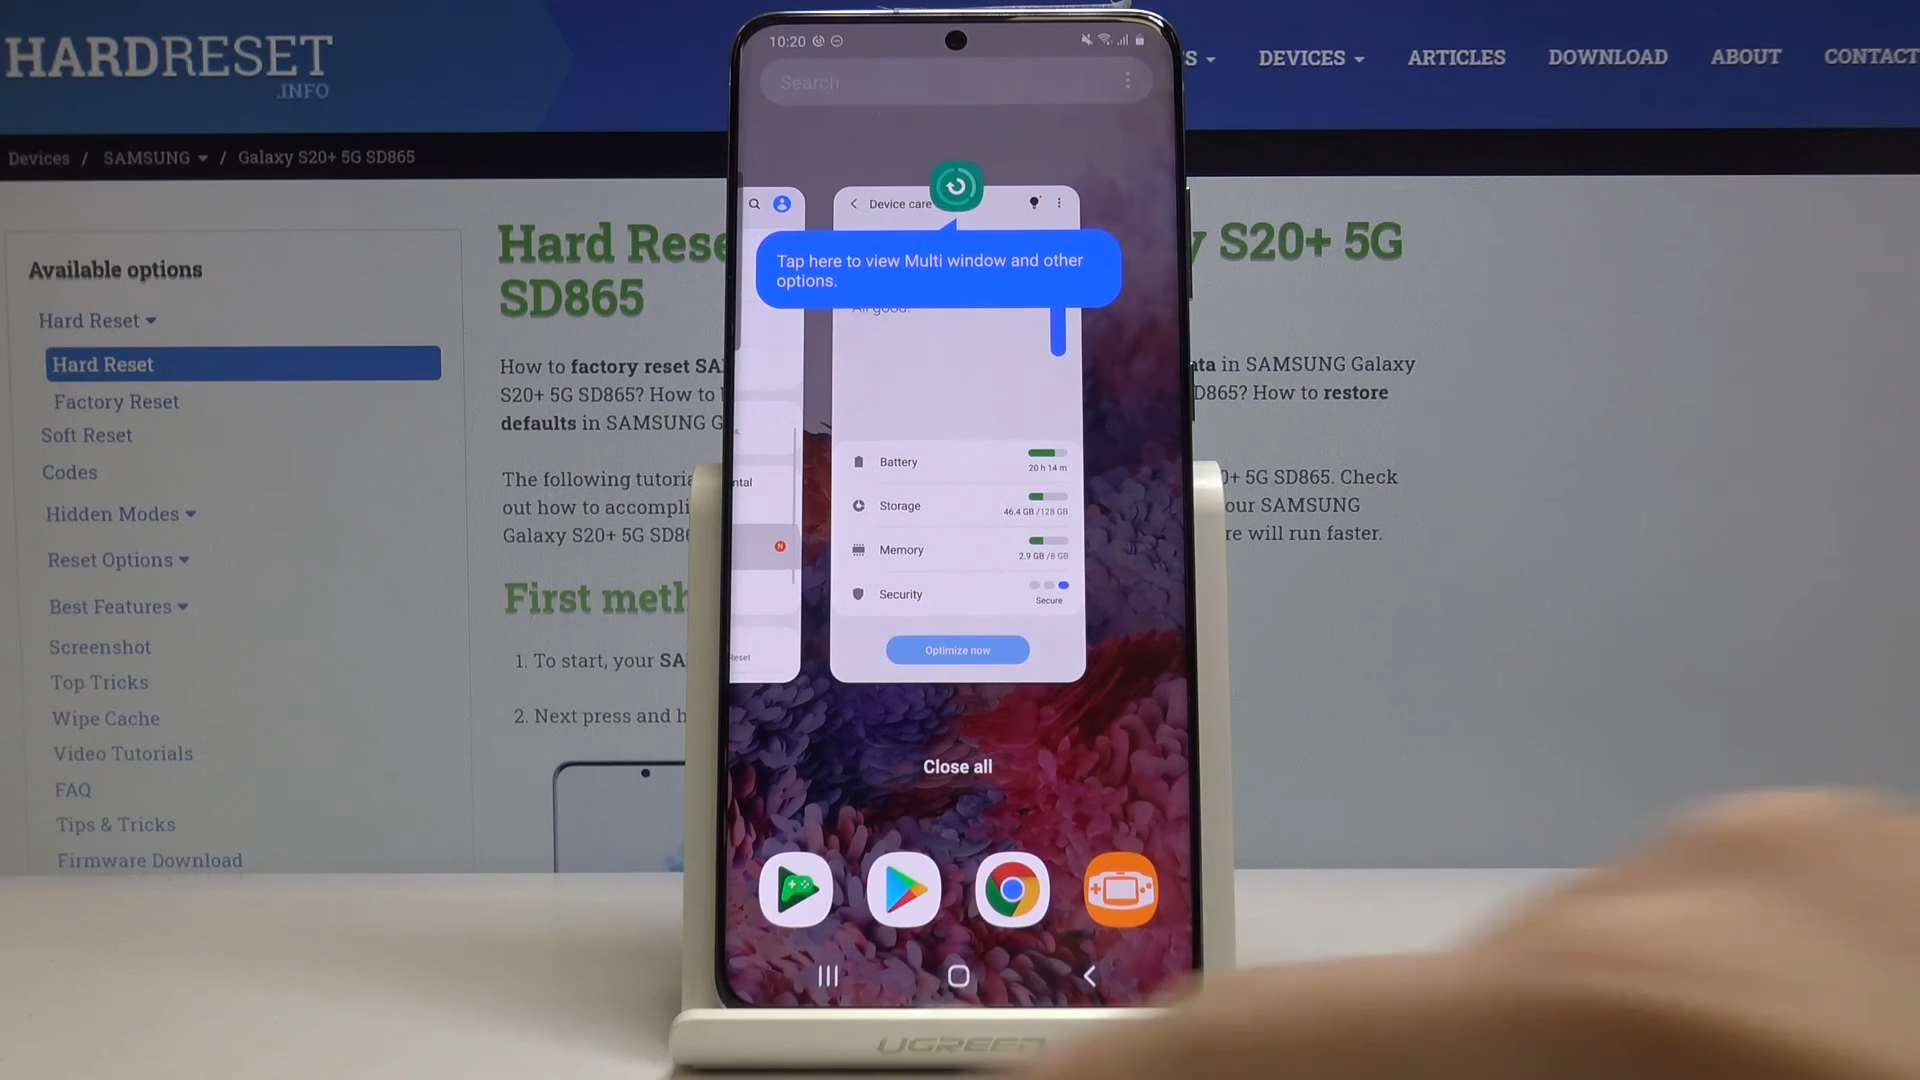 HARDRESET
.INFO
DEVICES
ARTICLES
DOWNLOAD
ABOUT
CONTACT
Devices / SAMSUNG / Galaxy S20+ 5G SD865
Available options
Hard Reset
Hard Reset
Factory Reset
Soft Reset
Codes
Hidden Modes
Reset Options
Best Features
Screenshot
Top Tricks
Wipe Cache
Video Tutorials
FAQ
Tips & Tricks
Firmware Download
Hard Rese
y S20+ 5G
SD865
How to factory reset SA
ata in SAMSUNG Galaxy
S20+ 5G SD865? How to
D865? How to restore
defaults in SAMSUNG G
The following tutoria
0+ 5G SD865. Check
out how to accompli
our SAMSUNG
Galaxy S20+ 5G SD8
re will run faster.
First meth
1. To start, your SA
2. Next press and h
10:20
Search
Device care
Tap here to view Multi window and other
options.
All good!
ntal
N
Reset
Battery
20 h 14 m
Storage
46.4 GB /128 GB
Memory
2.9 GB /8 GB
Security
Secure
Optimize now
Close all
UGREEN